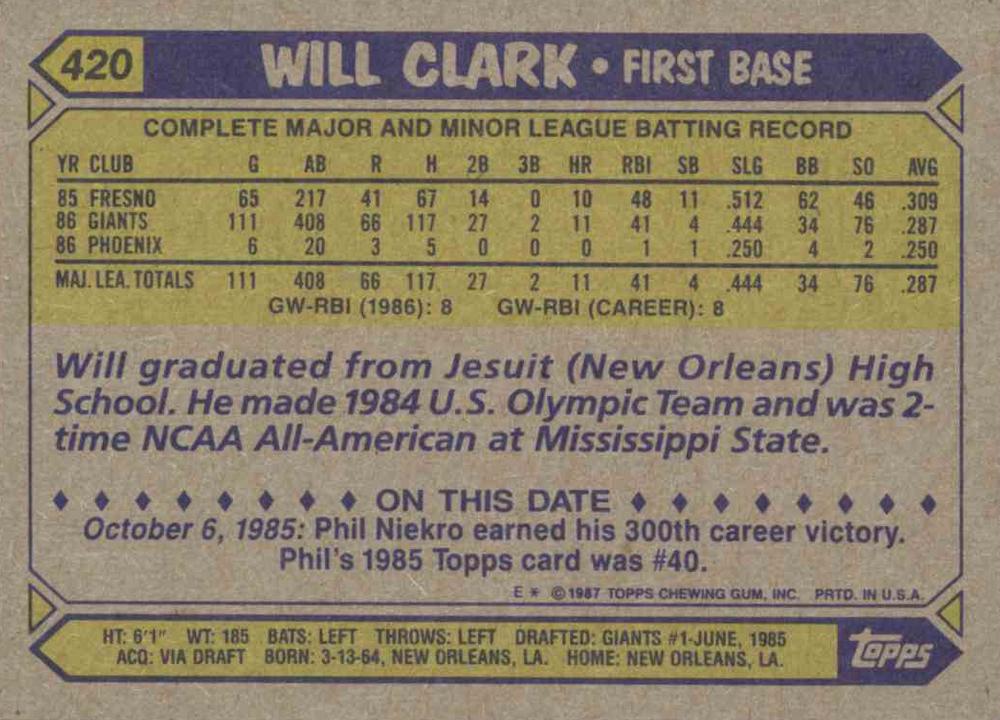 420 WILL CLARK • FIRST BASE
COMPLETE MAJOR AND MINOR LEAGUE BATTING RECORD
YR CLUB G AB R H 2B 3B HR RBI SB SLG BB SO AVG
85 FRESNO 65 217 41 67 14 0 10 48 11 .512 62 46 .309
86 GIANTS 111 408 66 117 27 2 11 41 4 .444 34 76 .287
86 PHOENIX 6 20 3 5 0 0 0 1 1 .250 4 2 .250
MAJ. LEA. TOTALS 111 408 66 117 27 2 11 41 4 .444 34 76 .287
GW-RBI (1986): 8 GW-RBI (CAREER): 8
Will graduated from Jesuit (New Orleans) High
School. He made 1984 U.S. Olympic Team and was 2-
time NCAA All-American at Mississippi State.
♦ ♦ ♦ ♦ ♦ ♦ ♦ ♦ ON THIS DATE ♦ ♦ ♦ ♦ ♦ ♦ ♦ ♦
October 6, 1985: Phil Niekro earned his 300th career victory.
Phil's 1985 Topps card was #40.
E * © 1987 TOPPS CHEWING GUM, INC. PRTD. IN U.S.A.
HT: 6'1" WT: 185 BATS: LEFT THROWS: LEFT DRAFTED: GIANTS #1-JUNE, 1985
ACQ: VIA DRAFT BORN: 3-13-64, NEW ORLEANS, LA. HOME: NEW ORLEANS, LA.
Topps